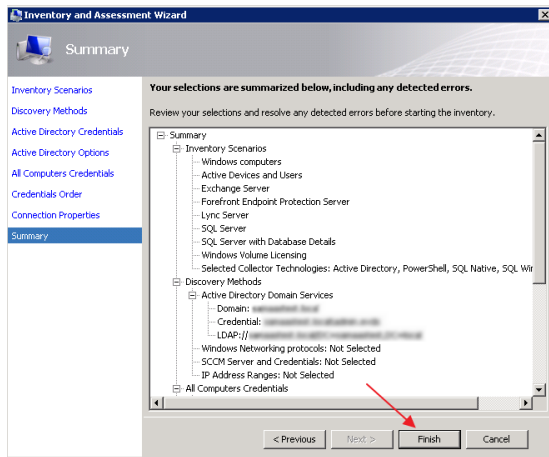 Inventory and Assessment Wizard
Summary
Inventory Scenarios
Discovery Methods
Active Directory Credentials
Active Directory Options
All Computers Credentials
Credentials Order
Connection Properties
Summary
Your selections are summarized below, including any detected errors.
Review your selections and resolve any detected errors before starting the inventory.
Summary
Inventory Scenarios
Windows computers
Active Devices and Users
Exchange Server
Forefront Endpoint Protection Server
Lync Server
SQL Server
SQL Server with Database Details
Windows Volume Licensing
Selected Collector Technologies: Active Directory, PowerShell, SQL Native, SQL Wir
Discovery Methods
Active Directory Domain Services
Domain:
Credential:
LDAP://
Windows Networking protocols: Not Selected
SCCM Server and Credentials: Not Selected
IP Address Ranges: Not Selected
All Computers Credentials
< Previous
Next >
Finish
Cancel